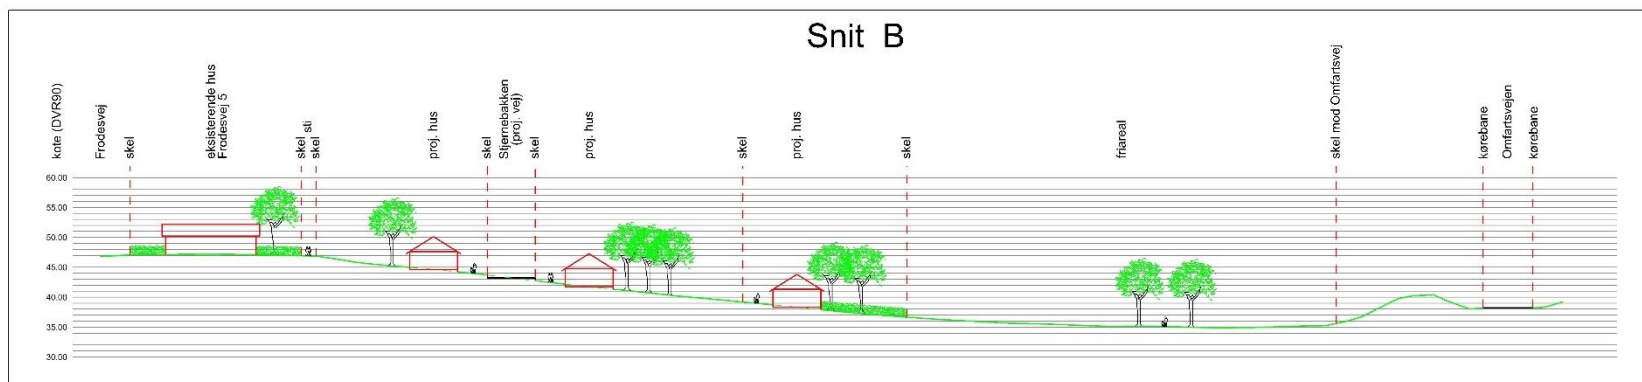 Snit B
kote (DVR90)
Frodesvej
skel
eksisterende hus
Frodesvej 5
skel
sti
skel
proj. hus
skel
Stjernebakken
(proj. vej)
skel
proj. hus
skel
proj. hus
skel
friareal
skel mod Omfartsvej
kørebane
Omfartsvejen
kørebane
60.00
55.00
50.00
45.00
40.00
35.00
30.00